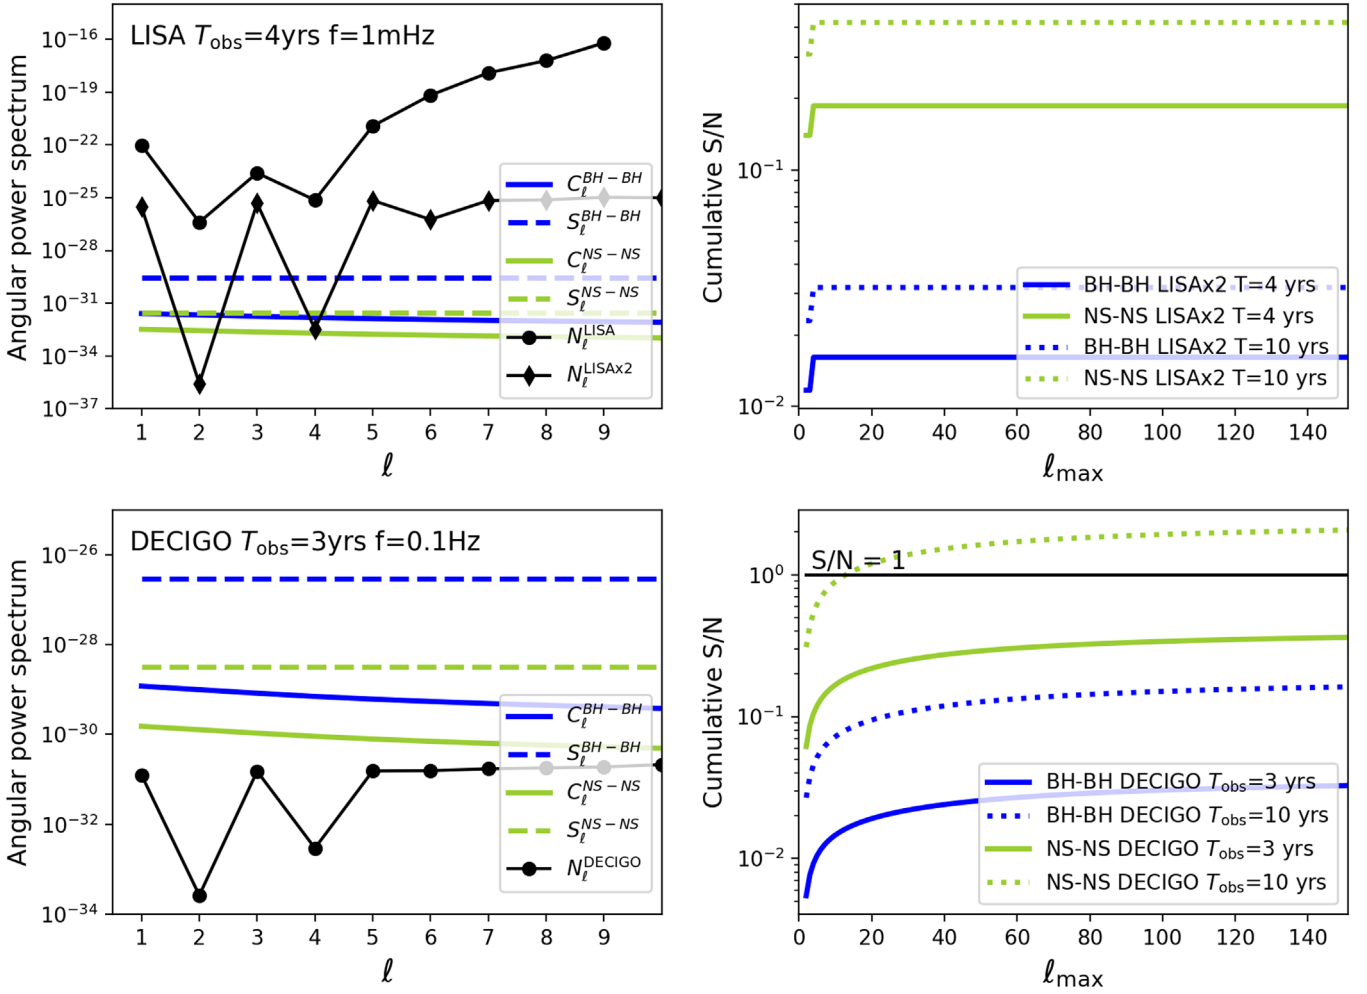 LISA T_obs=4yrs f=1mHz
Angular power spectrum
10^−16
10^−19
10^−22
10^−25
10^−28
10^−31
10^−34
10^−37
C_ℓ^BH−BH
S_ℓ^BH−BH
C_ℓ^NS−NS
S_ℓ^NS−NS
N_ℓ^LISA
N_ℓ^LISAx2
1 2 3 4 5 6 7 8 9
ℓ
Cumulative S/N
10^−1
10^−2
BH-BH LISAx2 T=4 yrs
NS-NS LISAx2 T=4 yrs
BH-BH LISAx2 T=10 yrs
NS-NS LISAx2 T=10 yrs
0 20 40 60 80 100 120 140
ℓ_max
DECIGO T_obs=3yrs f=0.1Hz
Angular power spectrum
10^−26
10^−28
10^−30
10^−32
10^−34
C_ℓ^BH−BH
S_ℓ^BH−BH
C_ℓ^NS−NS
S_ℓ^NS−NS
N_ℓ^DECIGO
1 2 3 4 5 6 7 8 9
ℓ
Cumulative S/N
S/N = 1
10^0
10^−1
10^−2
BH-BH DECIGO T_obs=3 yrs
BH-BH DECIGO T_obs=10 yrs
NS-NS DECIGO T_obs=3 yrs
NS-NS DECIGO T_obs=10 yrs
0 20 40 60 80 100 120 140
ℓ_max